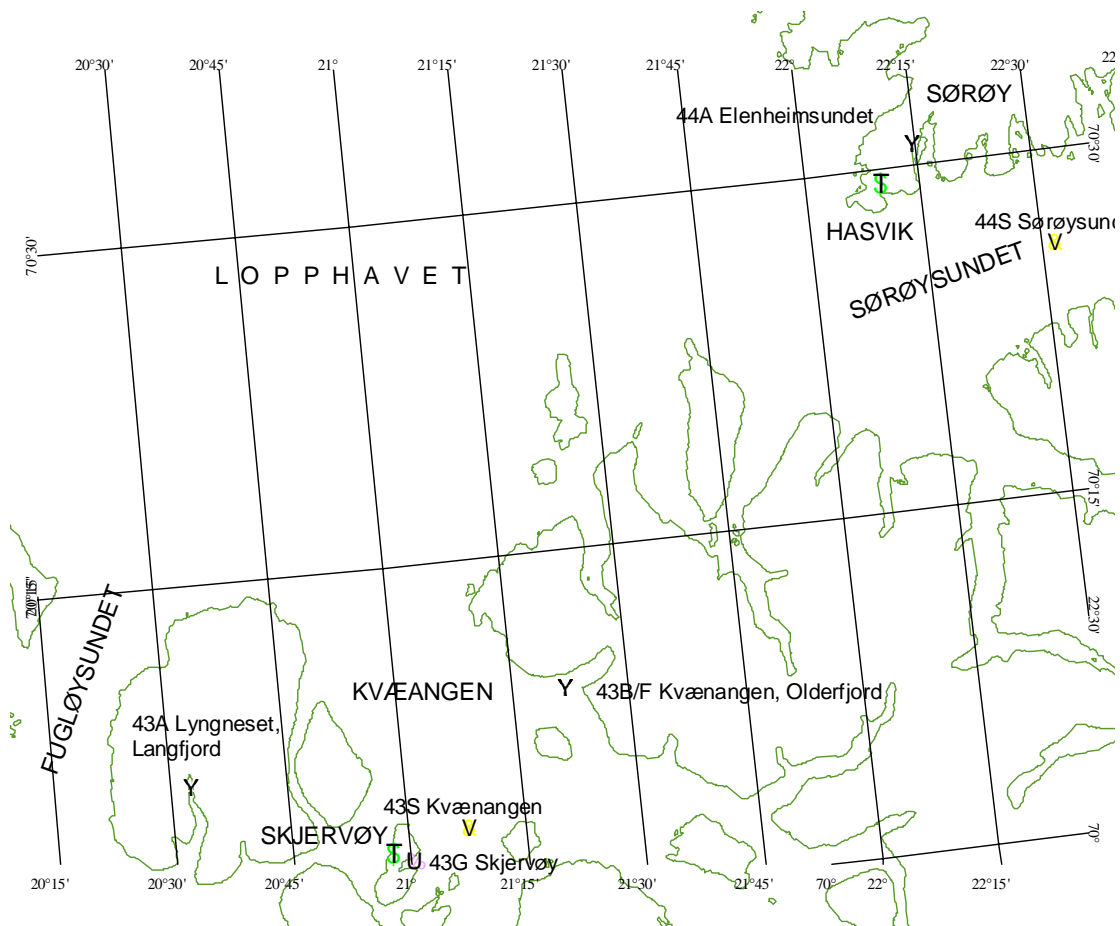 20°30'
20°45'
21°
21°15'
21°30'
21°45'
22°
22°15'
22°30'
22
SØRØY
44A Elenheimsundet
Y
70°30'
T
S
HASVIK
44S Sørøysund
V
SØRØYSUNDET
70°30'
L O P P H A V E T
70°15'
70°15'
22°30'
FUGLØYSUNDET
KVÆANGEN
Y
43B/F Kvænangen, Olderfjord
43A Lyngneset,
Langfjord
Y
43S Kvænangen
V
SKJERVØY
T
S
U
43G Skjervøy
70°
20°15'
20°30'
20°45'
21°
21°15'
21°30'
21°45'
70°
22°
22°15'